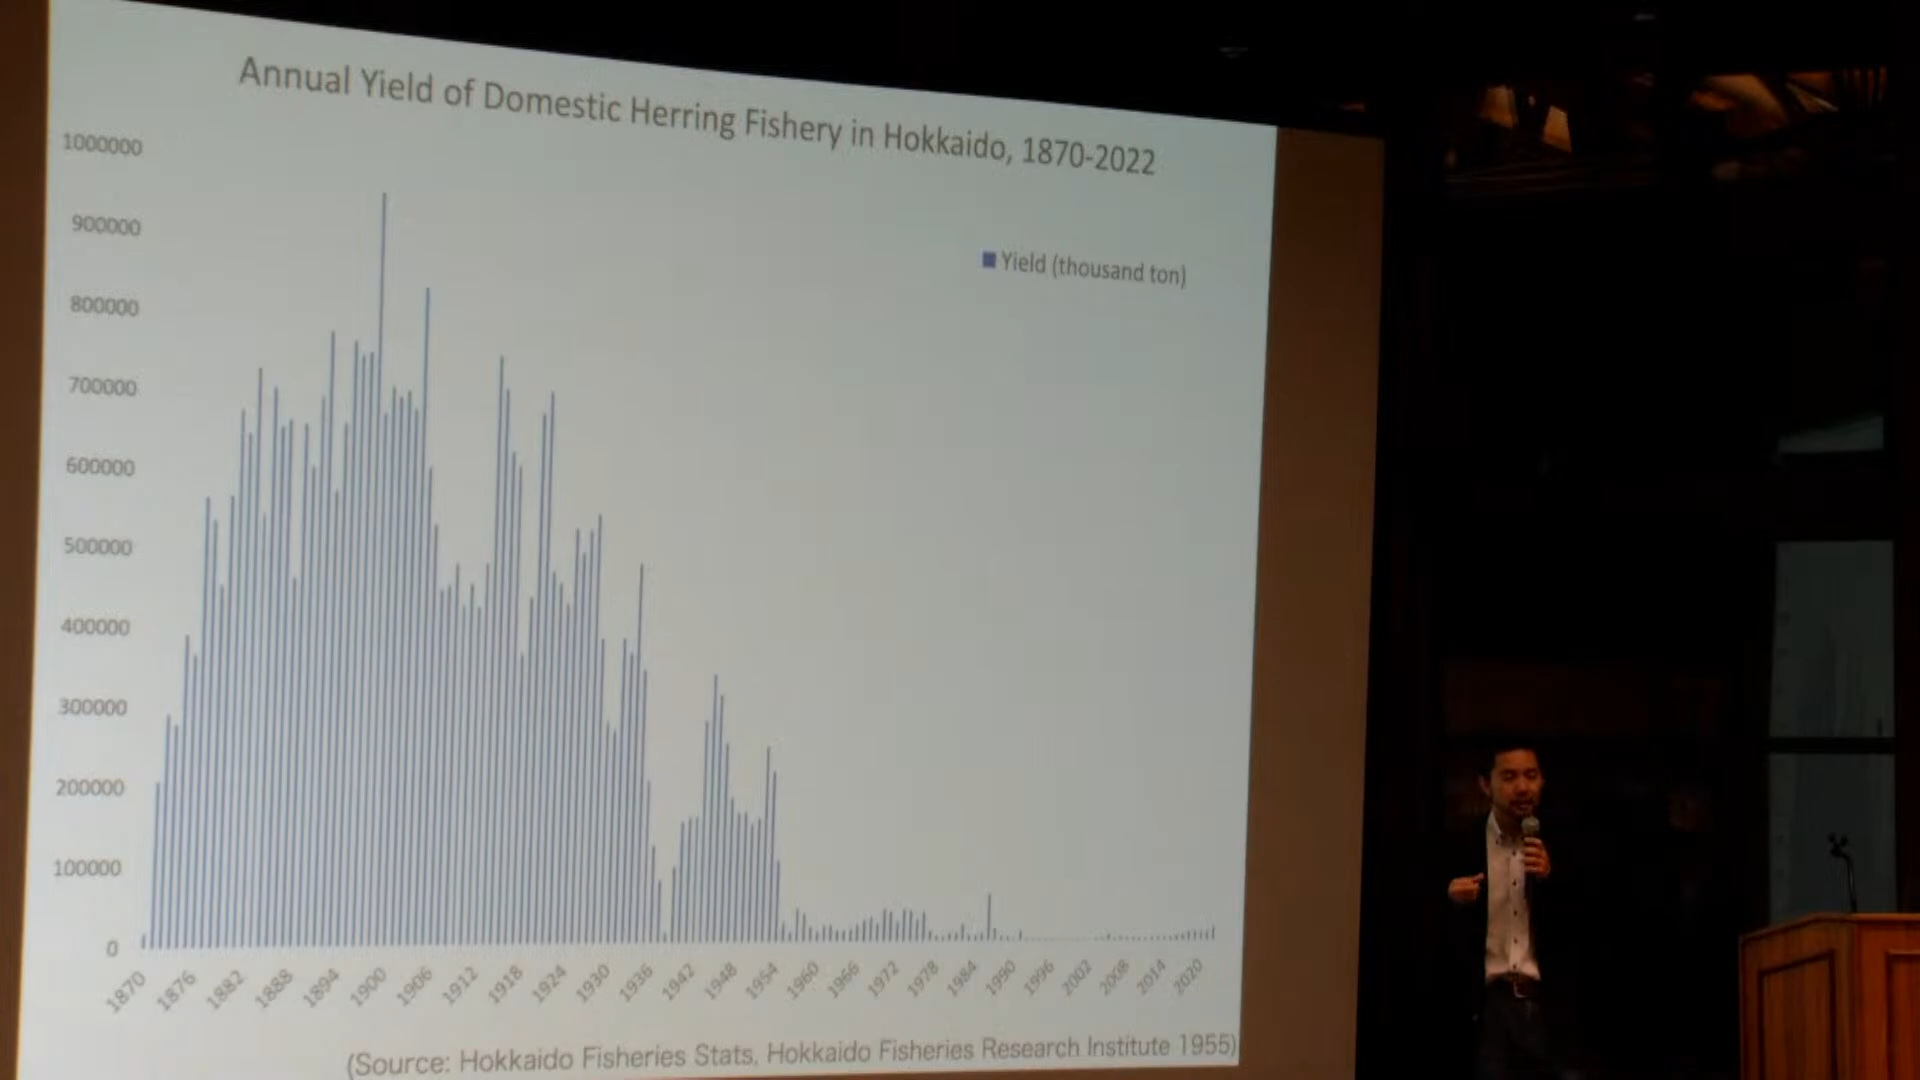 Annual Yield of Domestic Herring Fishery in Hokkaido, 1870-2022
1000000
900000
800000
700000
600000
500000
400000
300000
200000
100000
0
Yield (thousand ton)
1870 1876 1882 1888 1894 1900 1906 1912 1918 1924 1930 1936 1942 1948 1954 1960 1966 1972 1978 1984 1990 1996 2002 2008 2014 2020
(Source: Hokkaido Fisheries Stats, Hokkaido Fisheries Research Institute 1955)